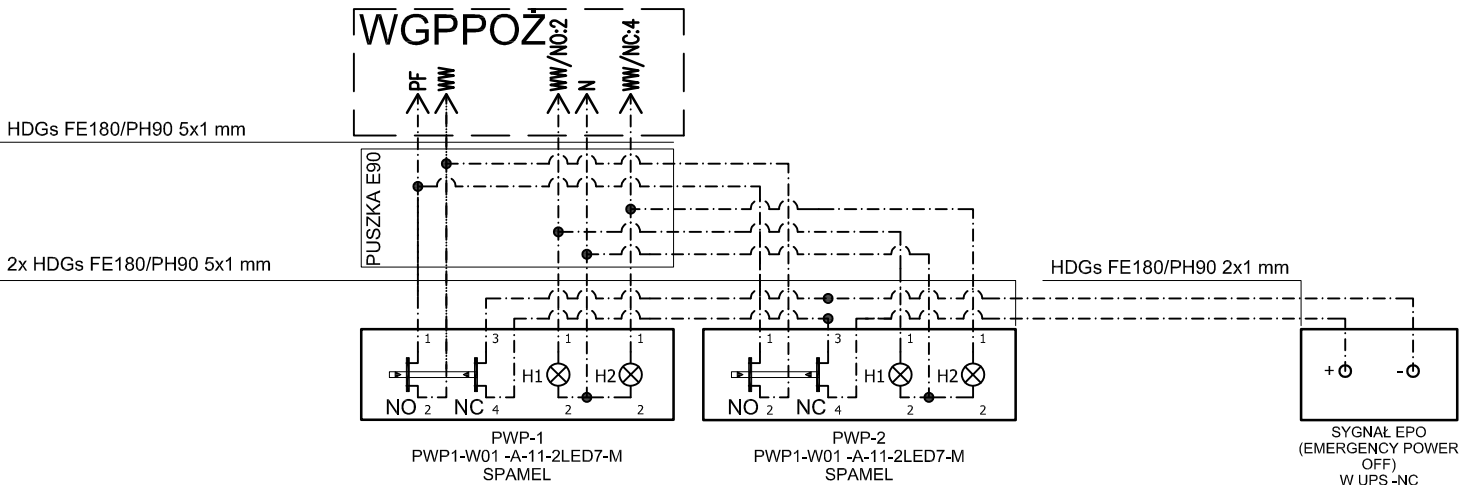 WGPPOŻ
PF
WW
WW/NO:2
N
WW/NC:4
HDGs FE180/PH90 5x1 mm
PUSZKA E90
2x HDGs FE180/PH90 5x1 mm
HDGs FE180/PH90 2x1 mm
1 3 1 1
H1 H2
NO 2 NC 4 2 2
1 3 1 1
H1 H2
NO 2 NC 4 2 2
+ -
PWP-1
PWP1-W01 -A-11-2LED7-M
SPAMEL
PWP-2
PWP1-W01 -A-11-2LED7-M
SPAMEL
SYGNAŁ EPO
(EMERGENCY POWER
OFF)
W UPS -NC